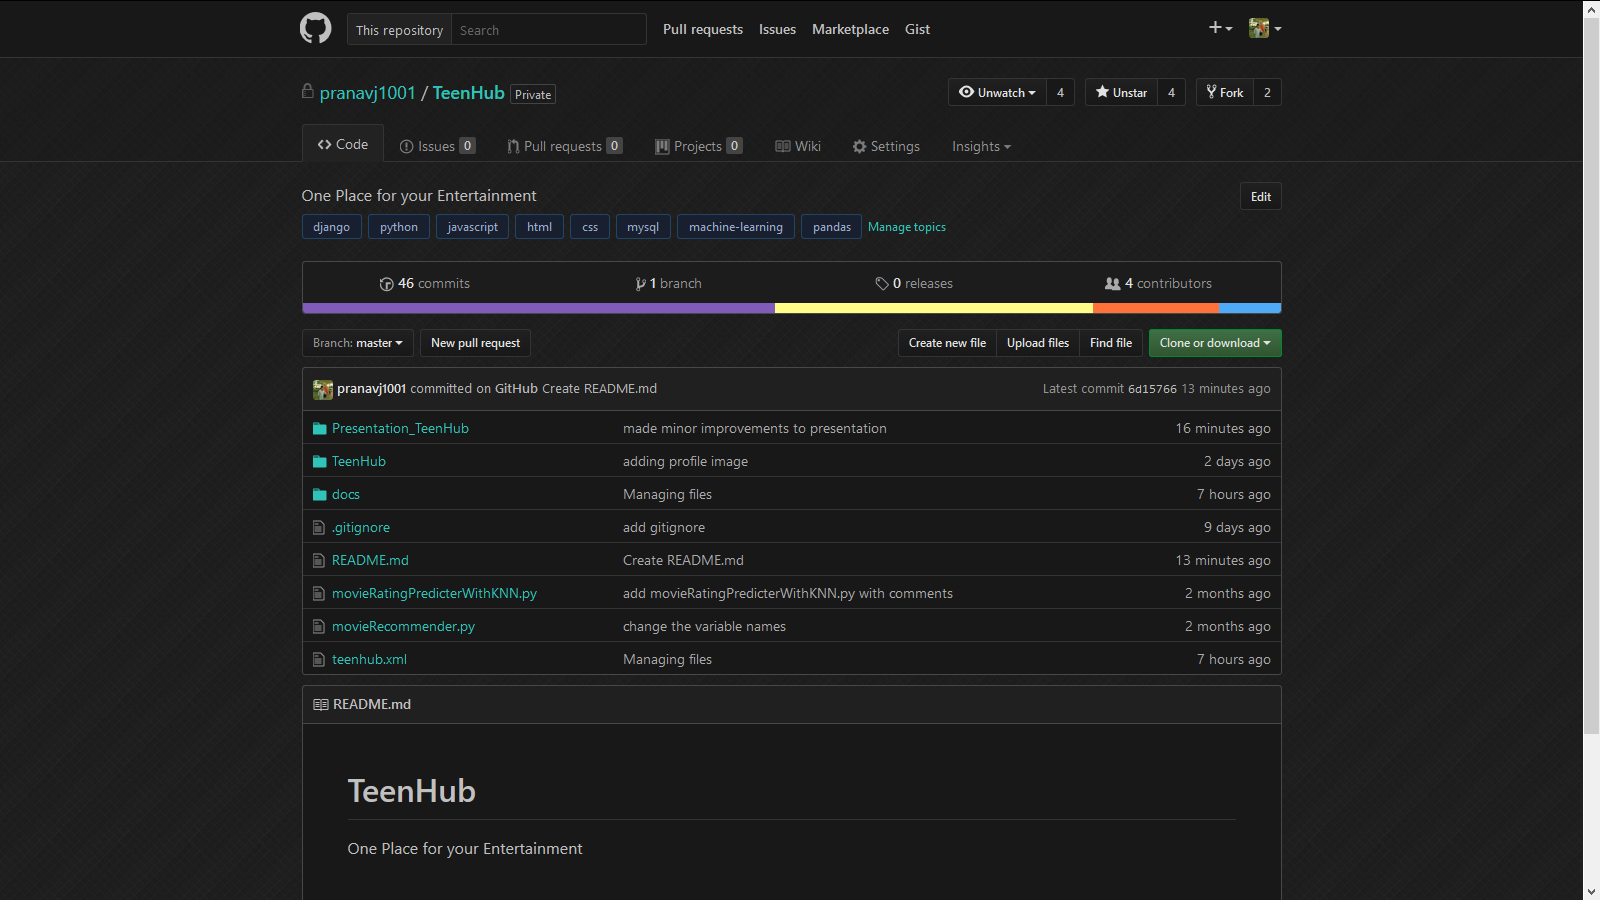 This repository Search Pull requests Issues Marketplace Gist
pranavj1001 / TeenHub Private Unwatch 4 Unstar 4 Fork 2
Code Issues 0 Pull requests 0 Projects 0 Wiki Settings Insights
One Place for your Entertainment Edit
django python javascript html css mysql machine-learning pandas Manage topics
46 commits 1 branch 0 releases 4 contributors
Branch: master New pull request Create new file Upload files Find file Clone or download
pranavj1001 committed on GitHub Create README.md Latest commit 6d15766 13 minutes ago
Presentation_TeenHub made minor improvements to presentation 16 minutes ago
TeenHub adding profile image 2 days ago
docs Managing files 7 hours ago
.gitignore add gitignore 9 days ago
README.md Create README.md 13 minutes ago
movieRatingPredicterWithKNN.py add movieRatingPredicterWithKNN.py with comments 2 months ago
movieRecommender.py change the variable names 2 months ago
teenhub.xml Managing files 7 hours ago
README.md
TeenHub
One Place for your Entertainment